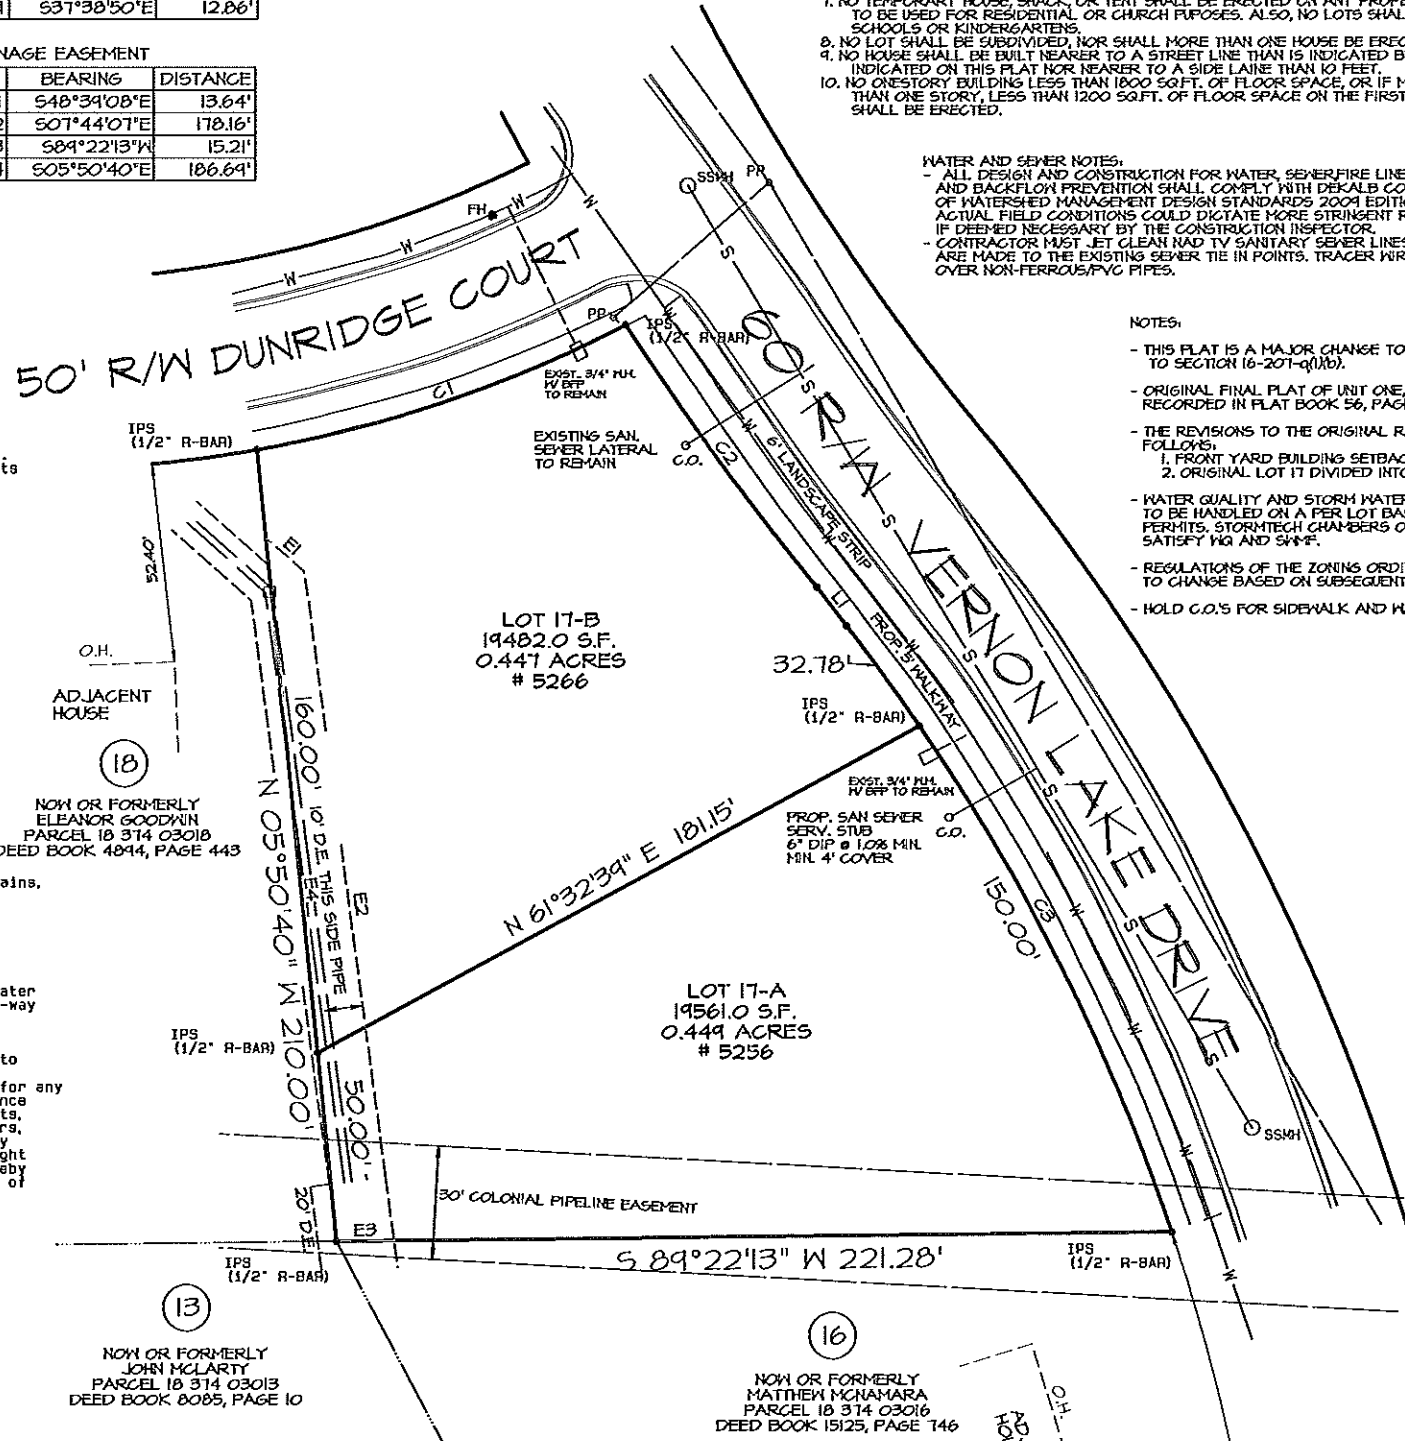 S37°38'50"E 12.86'
NAGE EASEMENT
BEARING DISTANCE
S48°39'08"E 13.64'
S07°44'07"E 178.16'
S89°22'13"W 15.21'
S05°50'40"E 186.69'
TO BE USED FOR RESIDENTIAL OR CHURCH PUPOSES. ALSO, NO LOTS SHAL
SCHOOLS OR KINDERGARTENS.
8. NO LOT SHALL BE SUBDIVIDED, NOR SHALL MORE THAN ONE HOUSE BE EREC
9. NO HOUSE SHALL BE BUILT NEARER TO A STREET LINE THAN IS INDICATED B
INDICATED ON THIS PLAT NOR NEARER TO A SIDE LAINE THAN 10 FEET.
10. NO ONESTORY BUILDING LESS THAN 1800 SQ.FT. OF FLOOR SPACE, OR IF M
THAN ONE STORY, LESS THAN 1200 SQ.FT. OF FLOOR SPACE ON THE FIRST
SHALL BE ERECTED.
WATER AND SEWER NOTES:
- ALL DESIGN AND CONSTRUCTION FOR WATER, SEWER,FIRE LINE
AND BACKFLOW PREVENTION SHALL COMPLY WITH DEKALB CO
OF WATERSHED MANAGEMENT DESIGN STANDARDS 2009 EDITI
ACTUAL FIELD CONDITIONS COULD DICTATE MORE STRINGENT R
IF DEEMED NECESSARY BY THE CONSTRUCTION INSPECTOR.
- CONTRACTOR MUST JET CLEAN NAD TV SANITARY SEWER LINES
ARE MADE TO THE EXISTING SEWER TIE IN POINTS. TRACER WIR
OVER NON-FERROUS/PVC PIPES.
NOTES:
- THIS PLAT IS A MAJOR CHANGE TO
TO SECTION 16-207-q(1)(b).
- ORIGINAL FINAL PLAT OF UNIT ONE,
RECORDED IN PLAT BOOK 56, PAG
- THE REVISIONS TO THE ORIGINAL R
FOLLOWS:
1. FRONT YARD BUILDING SETBAC
2. ORIGINAL LOT 17 DIVIDED INTO
- WATER QUALITY AND STORM WATER
TO BE HANDLED ON A PER LOT BA
PERMITS. STORMTECH CHAMBERS O
SATISFY WQ AND SWMF.
- REGULATIONS OF THE ZONING ORDI
TO CHANGE BASED ON SUBSEQUENT
- HOLD C.O.'S FOR SIDEWALK AND W
SSMH
PP
FH
W
W
W
50' R/W DUNRIDGE COURT
PP
IPS
(1/2" R-BAR)
C1
EXIST. 3/4" W.M.
W/ BFP
TO REMAIN
EXISTING SAN.
SEWER LATERAL
TO REMAIN
C.O.
C2
6' LANDSCAPE STRIP
60' R/W VERNON LAKE DRIVE
S
IPS
(1/2" R-BAR)
ts
52.40'
E1
O.H.
ADJACENT
HOUSE
18
NOW OR FORMERLY
ELEANOR GOODWIN
PARCEL 18 374 03018
DEED BOOK 4894, PAGE 443
LOT 17-B
19482.0 S.F.
0.447 ACRES
# 5266
L1
32.78'
PROP. 5' WALKWAY
IPS
(1/2" R-BAR)
EXIST. 3/4" W.M.
W/ BFP TO REMAIN
PROP. SAN SEWER
SERV. STUB
6" DIP @ 1.0% MIN.
MIN. 4' COVER
C.O.
160.00'
10' DE THIS SIDE PIPE
E4
E2
N 05°50'40" W 210.00'
N 61°32'39" E 181.15'
150.00'
C3
ains,
ater
-way
to
for any
nce
ts,
rs,
y
ght
eby
of
LOT 17-A
19561.0 S.F.
0.449 ACRES
# 5256
IPS
(1/2" R-BAR)
50.00'
20' DE
SSMH
30' COLONIAL PIPELINE EASEMENT
E3
S 89°22'13" W 221.28'
IPS
(1/2" R-BAR)
IPS
(1/2" R-BAR)
13
NOW OR FORMERLY
JOHN MCLARTY
PARCEL 18 374 03013
DEED BOOK 8085, PAGE 10
16
NOW OR FORMERLY
MATTHEW MCNAMARA
PARCEL 18 374 03016
DEED BOOK 15125, PAGE 746
O.H.